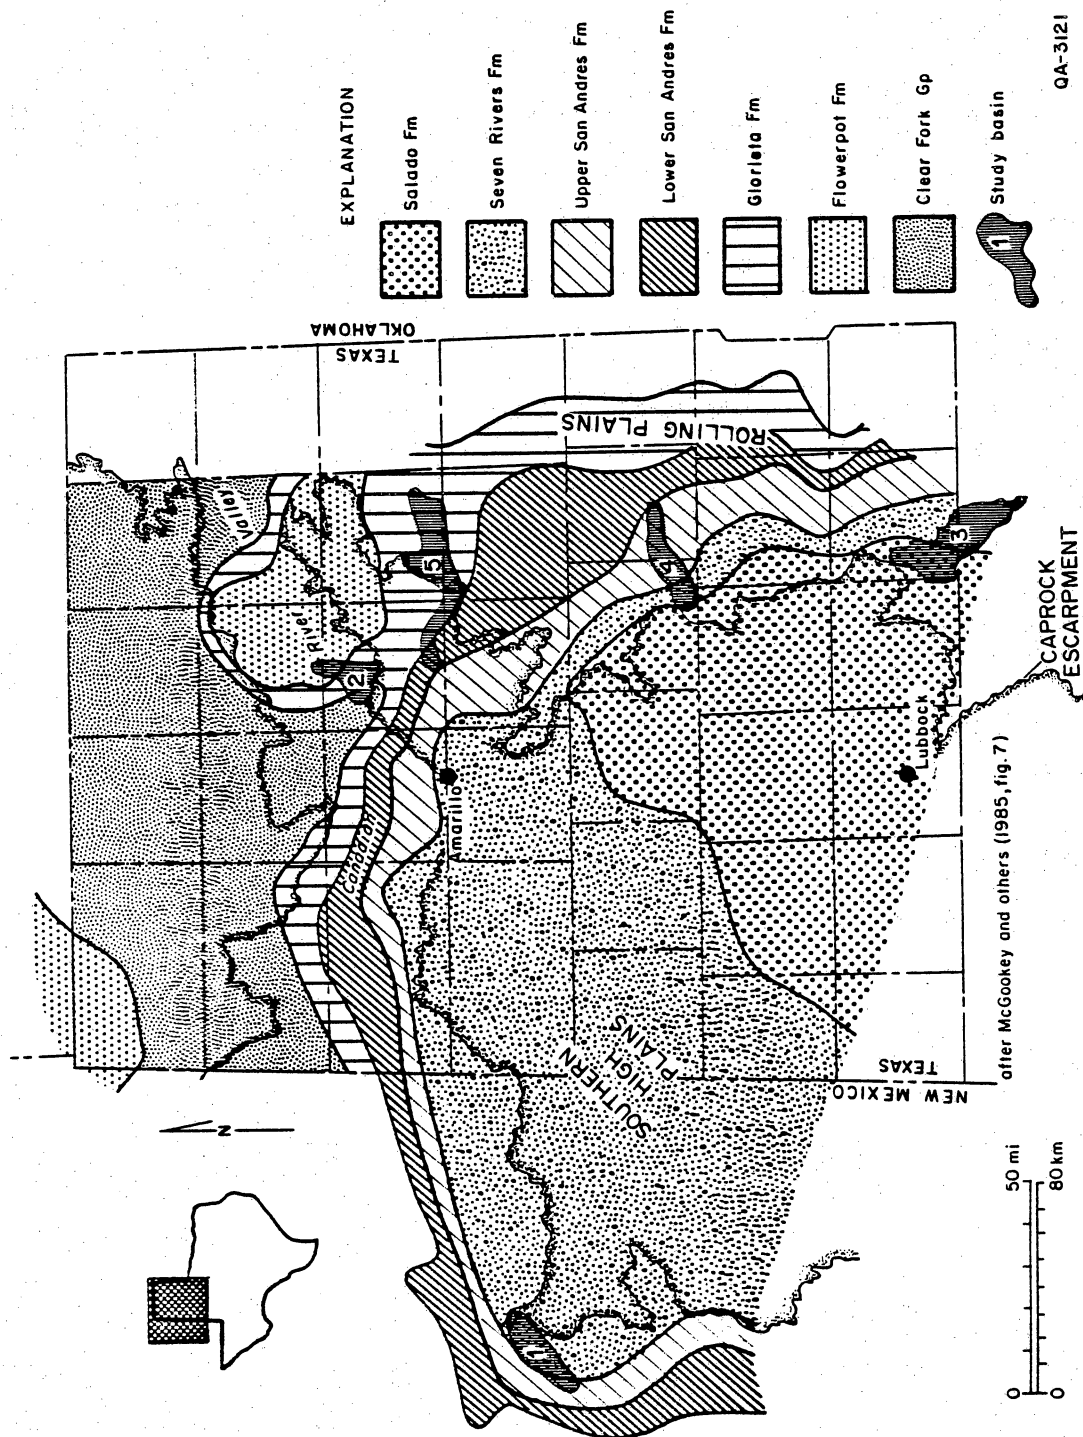 EXPLANATION
Salado Fm
Seven Rivers Fm
Upper San Andres Fm
Lower San Andres Fm
Glorieta Fm
Flowerpot Fm
Clear Fork Gp
1
Study basin
QA-3121
OKLAHOMA
TEXAS
ROLLING PLAINS
Valley
River
Canadian
2
5
4
3
1
Amarillo
Lubbock
CAPROCK
ESCARPMENT
SOUTHERN
HIGH
PLAINS
TEXAS
NEW MEXICO
after McGookey and others (1985, fig. 7)
N
0
50 mi
0
80 km